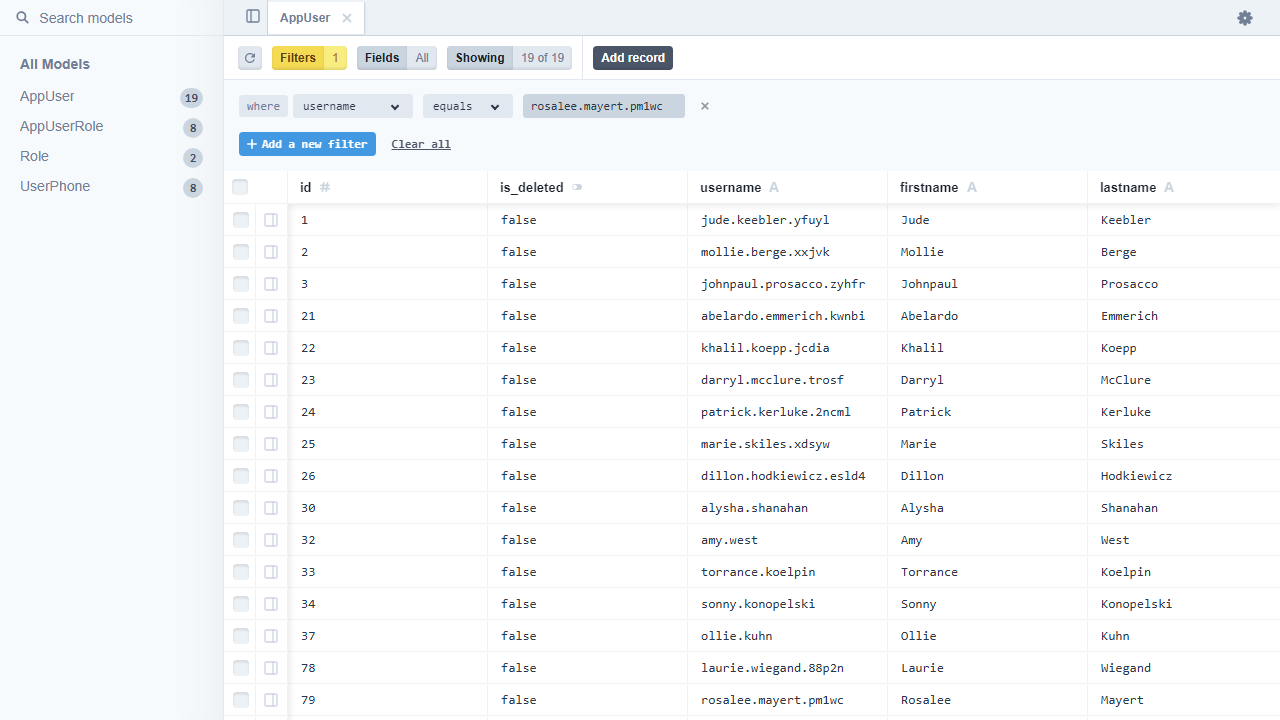 Search models
AppUser
Filters 1 Fields All Showing 19 of 19 Add record
All Models
AppUser 19
AppUserRole 8
Role 2
UserPhone 8
where username equals rosalee.mayert.pm1wc
Add a new filter Clear all
id # is_deleted username A firstname A lastname A
1 false jude.keebler.yfuyl Jude Keebler
2 false mollie.berge.xxjvk Mollie Berge
3 false johnpaul.prosacco.zyhfr Johnpaul Prosacco
21 false abelardo.emmerich.kwnbi Abelardo Emmerich
22 false khalil.koepp.jcdia Khalil Koepp
23 false darryl.mcclure.trosf Darryl McClure
24 false patrick.kerluke.2ncml Patrick Kerluke
25 false marie.skiles.xdsyw Marie Skiles
26 false dillon.hodkiewicz.esld4 Dillon Hodkiewicz
30 false alysha.shanahan Alysha Shanahan
32 false amy.west Amy West
33 false torrance.koelpin Torrance Koelpin
34 false sonny.konopelski Sonny Konopelski
37 false ollie.kuhn Ollie Kuhn
78 false laurie.wiegand.88p2n Laurie Wiegand
79 false rosalee.mayert.pm1wc Rosalee Mayert